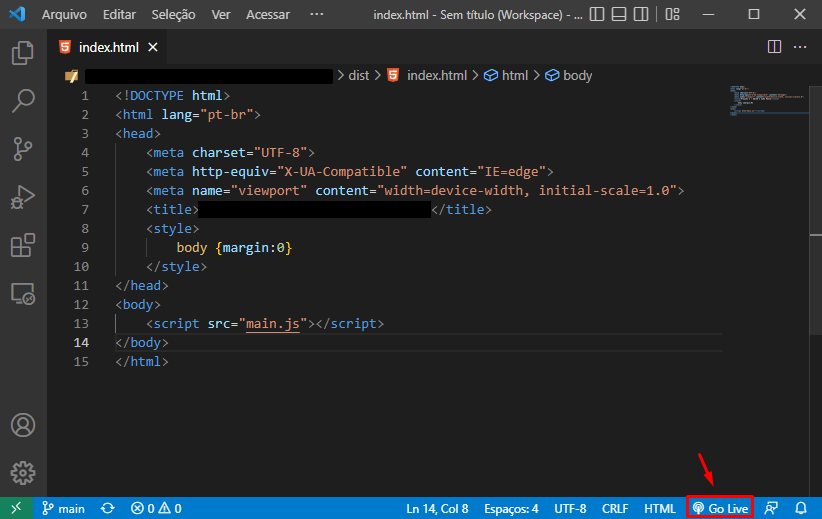 Arquivo Editar Seleção Ver Acessar ··· index.html - Sem título (Workspace) - ...
index.html
dist > index.html > html > body
1 <!DOCTYPE html>
2 <html lang="pt-br">
3 <head>
4 <meta charset="UTF-8">
5 <meta http-equiv="X-UA-Compatible" content="IE=edge">
6 <meta name="viewport" content="width=device-width, initial-scale=1.0">
7 <title></title>
8 <style>
9 body {margin:0}
10 </style>
11 </head>
12 <body>
13 <script src="main.js"></script>
14 </body>
15 </html>
main 0 0 Ln 14, Col 8 Espaços: 4 UTF-8 CRLF HTML Go Live